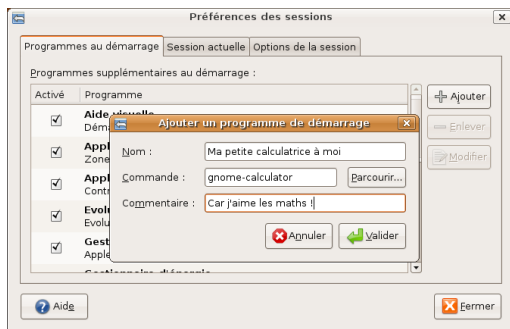 Préférences des sessions
Programmes au démarrage Session actuelle Options de la session
Programmes supplémentaires au démarrage :
Activé Programme
Ajouter
Enlever
Modifier
Aide visuelle
Dém
Appl
Zone
Appl
Contr
Evolu
Evolu
Gest
Apple
Gestionnaire d'énergie
Ajouter un programme de démarrage
Nom : Ma petite calculatrice à moi
Commande : gnome-calculator Parcourir...
Commentaire : Car j'aime les maths !
Annuler Valider
Aide Fermer